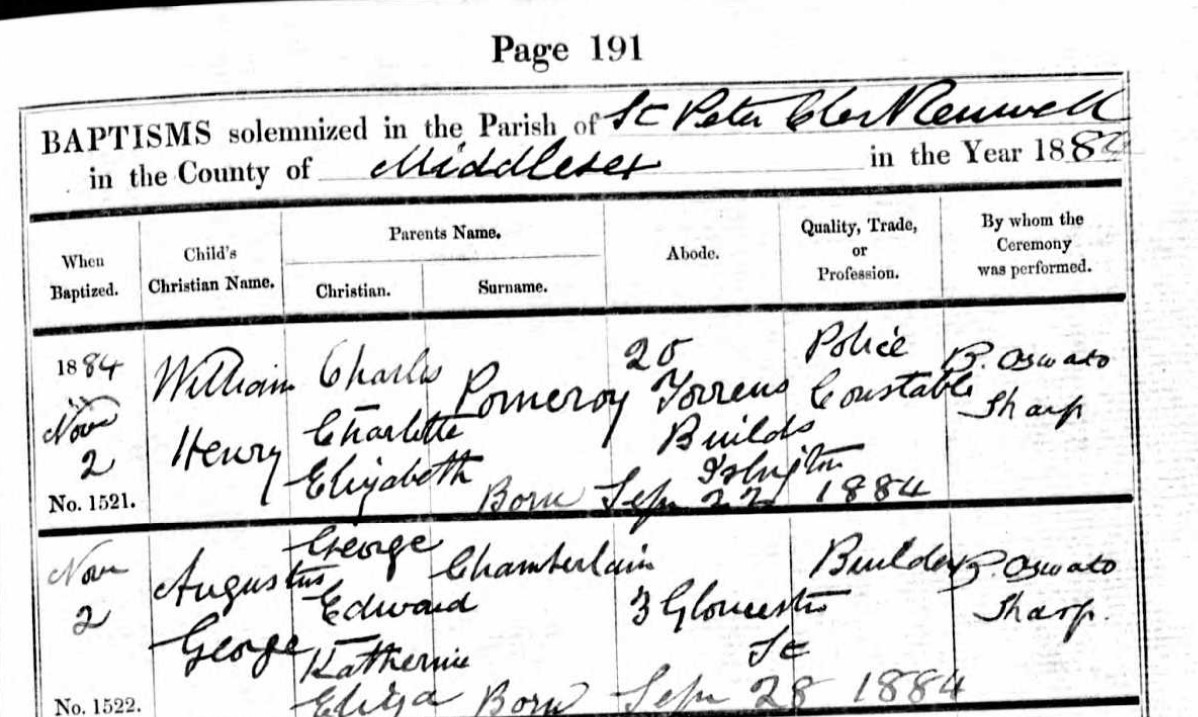 Page 191
BAPTISMS solemnized in the Parish of St Peter Clerkenwell
in the County of Middlesex in the Year 1884
When Baptized.
Child's Christian Name.
Parents Name.
Christian.
Surname.
Abode.
Quality, Trade, or Profession.
By whom the Ceremony was performed.
1884
Nov
2
No. 1521.
William
Henry
Charles
Charlotte
Elizabeth
Pomeroy
20
Torrens
Builds
Islington
Police
Constable
Oswald
Sharp
Born Sep 22 1884
Nov
2
No. 1522.
Augustus
George
George
Edward
Katherine
Eliza
Chamberlain
3 Gloucester
St
Builder
Oswald
Sharp.
Born Sep 28 1884